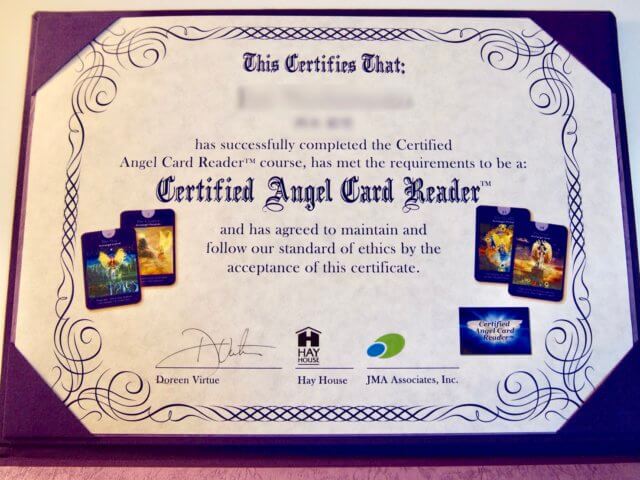 This Certifies That:
has successfully completed the Certified
Angel Card Reader™ course, has met the requirements to be a:
Certified Angel Card Reader™
and has agreed to maintain and
follow our standard of ethics by the
acceptance of this certificate.
Certified
Angel Card
Reader™
HAY
HOUSE
Doreen Virtue
Hay House
JMA Associates, Inc.